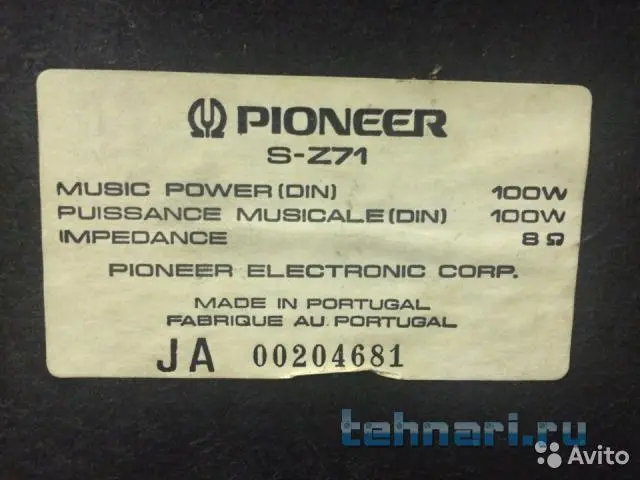 PIONEER
S-Z71
MUSIC POWER (DIN) 100W
PUISSANCE MUSICALE (DIN) 100W
IMPEDANCE 8 Ω
PIONEER ELECTRONIC CORP.
MADE IN PORTUGAL
FABRIQUE AU PORTUGAL
JA 00204681
tehnari.ru
Avito